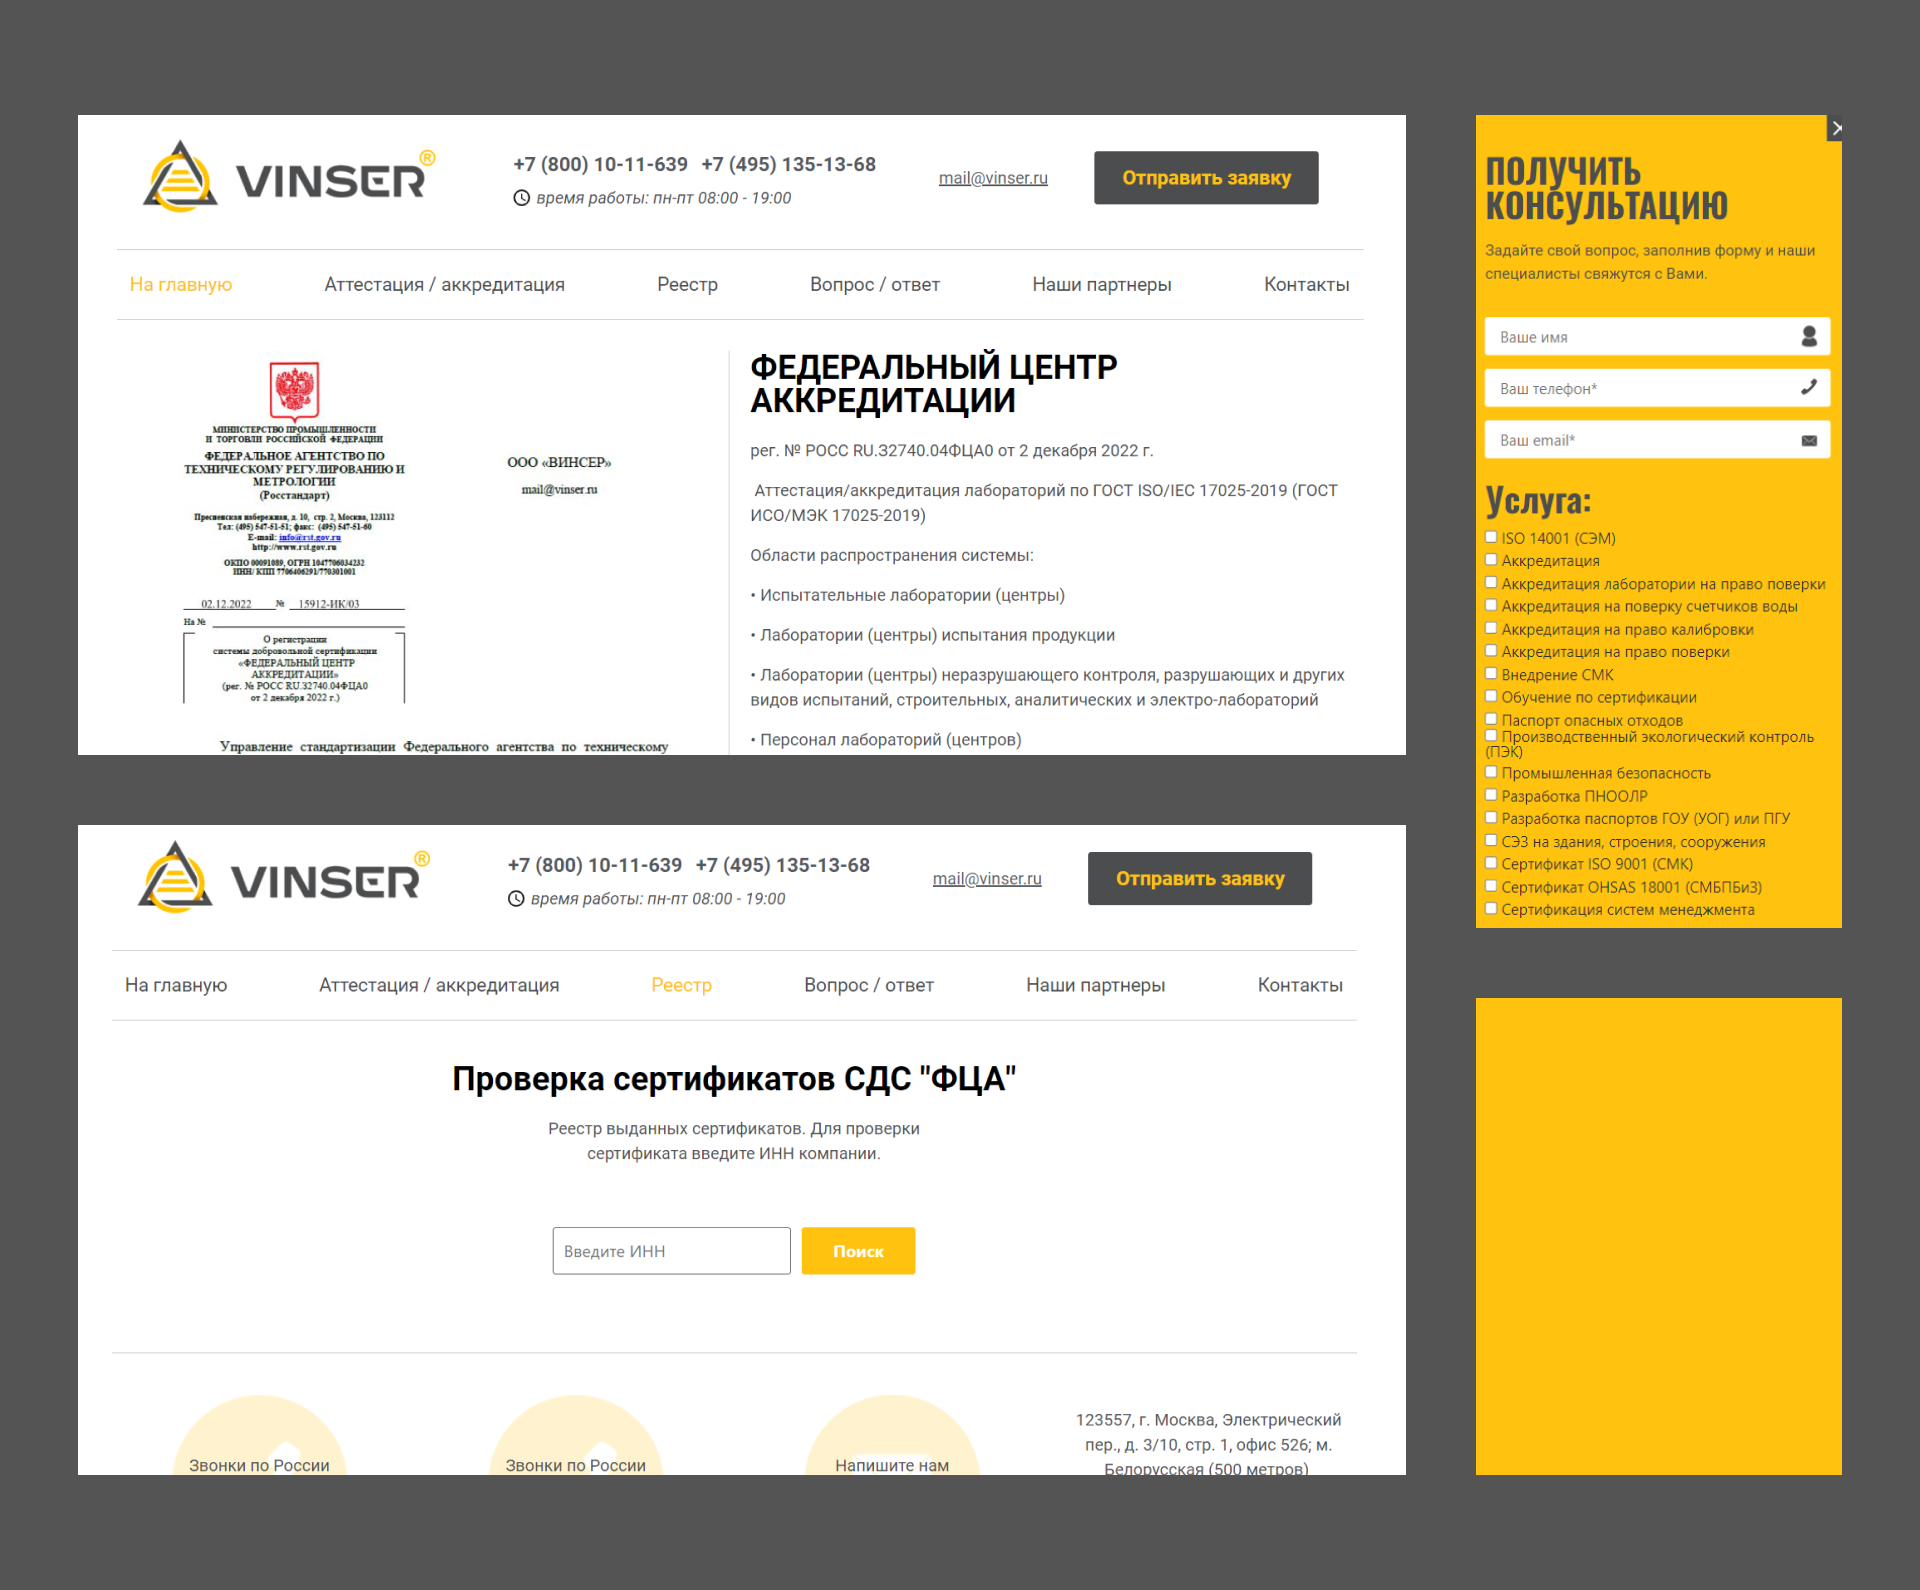 VINSER®
+7 (800) 10-11-639 +7 (495) 135-13-68
время работы: пн-пт 08:00 - 19:00
mail@vinser.ru
Отправить заявку
На главную
Аттестация / аккредитация
Реестр
Вопрос / ответ
Наши партнеры
Контакты
МИНИСТЕРСТВО ПРОМЫШЛЕННОСТИ
И ТОРГОВЛИ РОССИЙСКОЙ ФЕДЕРАЦИИ
ФЕДЕРАЛЬНОЕ АГЕНТСТВО ПО
ТЕХНИЧЕСКОМУ РЕГУЛИРОВАНИЮ И
МЕТРОЛОГИИ
(Росстандарт)
Пресненская набережная, д. 10, стр. 2, Москва, 123112
Тел: (495) 547-51-51; факс: (495) 547-51-60
E-mail: info@rst.gov.ru
http://www.rst.gov.ru
ОКПО 00091089, ОГРН 1047706034232
ИНН/ КПП 7706406291/770301001
02.12.2022 № 15912-ИК/03
На №
О регистрации
системы добровольной сертификации
«ФЕДЕРАЛЬНЫЙ ЦЕНТР
АККРЕДИТАЦИИ»
(рег. № РОСС RU.32740.04ФЦА0
от 2 декабря 2022 г.)
ООО «ВИНСЕР»
mail@vinser.ru
Управление стандартизации Федерального агентства по техническому
ФЕДЕРАЛЬНЫЙ ЦЕНТР
АККРЕДИТАЦИИ
рег. № РОСС RU.32740.04ФЦА0 от 2 декабря 2022 г.
Аттестация/аккредитация лабораторий по ГОСТ ISO/IEC 17025-2019 (ГОСТ
ИСО/МЭК 17025-2019)
Области распространения системы:
• Испытательные лаборатории (центры)
• Лаборатории (центры) испытания продукции
• Лаборатории (центры) неразрушающего контроля, разрушающих и других
видов испытаний, строительных, аналитических и электро-лабораторий
• Персонал лабораторий (центров)
ПОЛУЧИТЬ
КОНСУЛЬТАЦИЮ
Задайте свой вопрос, заполнив форму и наши
специалисты свяжутся с Вами.
Ваше имя
Ваш телефон*
Ваш email*
Услуга:
ISO 14001 (СЭМ)
Аккредитация
Аккредитация лаборатории на право поверки
Аккредитация на поверку счетчиков воды
Аккредитация на право калибровки
Аккредитация на право поверки
Внедрение СМК
Обучение по сертификации
Паспорт опасных отходов
Производственный экологический контроль
(ПЭК)
Промышленная безопасность
Разработка ПНООЛР
Разработка паспортов ГОУ (УОГ) или ПГУ
СЭЗ на здания, строения, сооружения
Сертификат ISO 9001 (СМК)
Сертификат OHSAS 18001 (СМБПБиЗ)
Сертификация систем менеджмента
VINSER®
+7 (800) 10-11-639 +7 (495) 135-13-68
время работы: пн-пт 08:00 - 19:00
mail@vinser.ru
Отправить заявку
На главную
Аттестация / аккредитация
Реестр
Вопрос / ответ
Наши партнеры
Контакты
Проверка сертификатов СДС "ФЦА"
Реестр выданных сертификатов. Для проверки
сертификата введите ИНН компании.
Введите ИНН
Поиск
Звонки по России
Звонки по России
Напишите нам
123557, г. Москва, Электрический
пер., д. 3/10, стр. 1, офис 526; м.
Белорусская (500 метров)